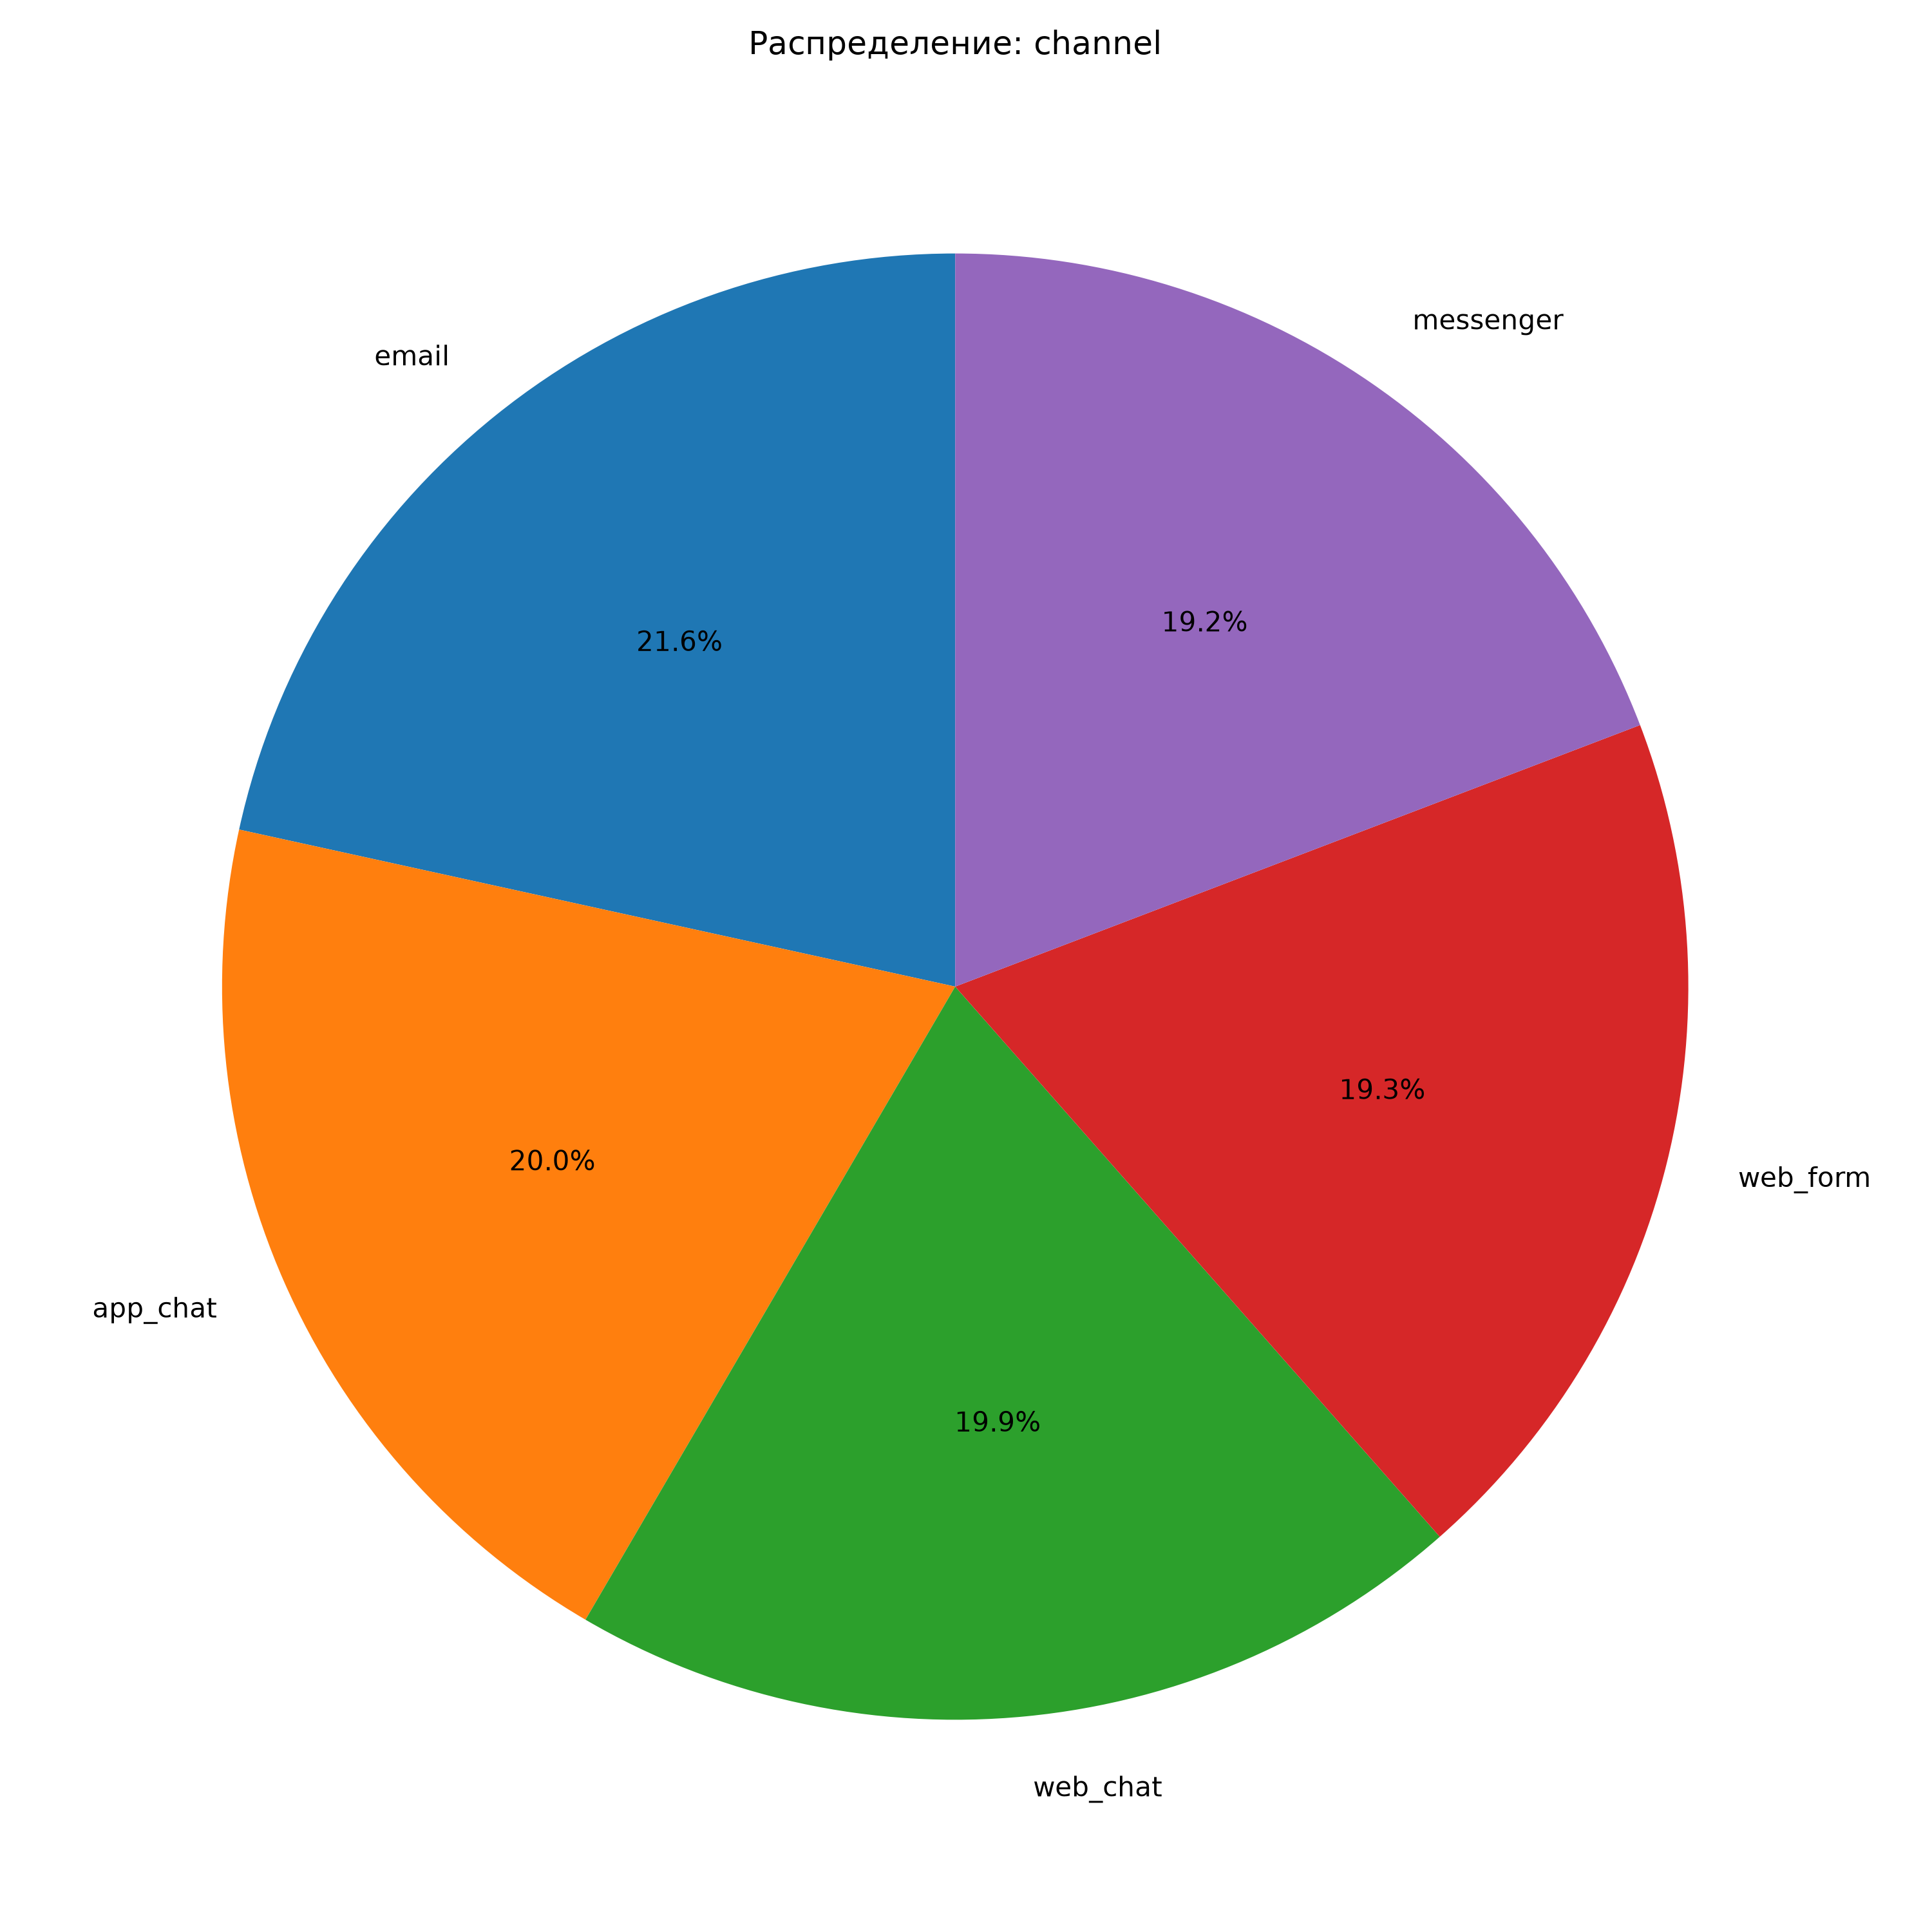 Распределение: channel
messenger
email
19.2%
21.6%
19.3%
20.0%
web_form
app_chat
19.9%
web_chat